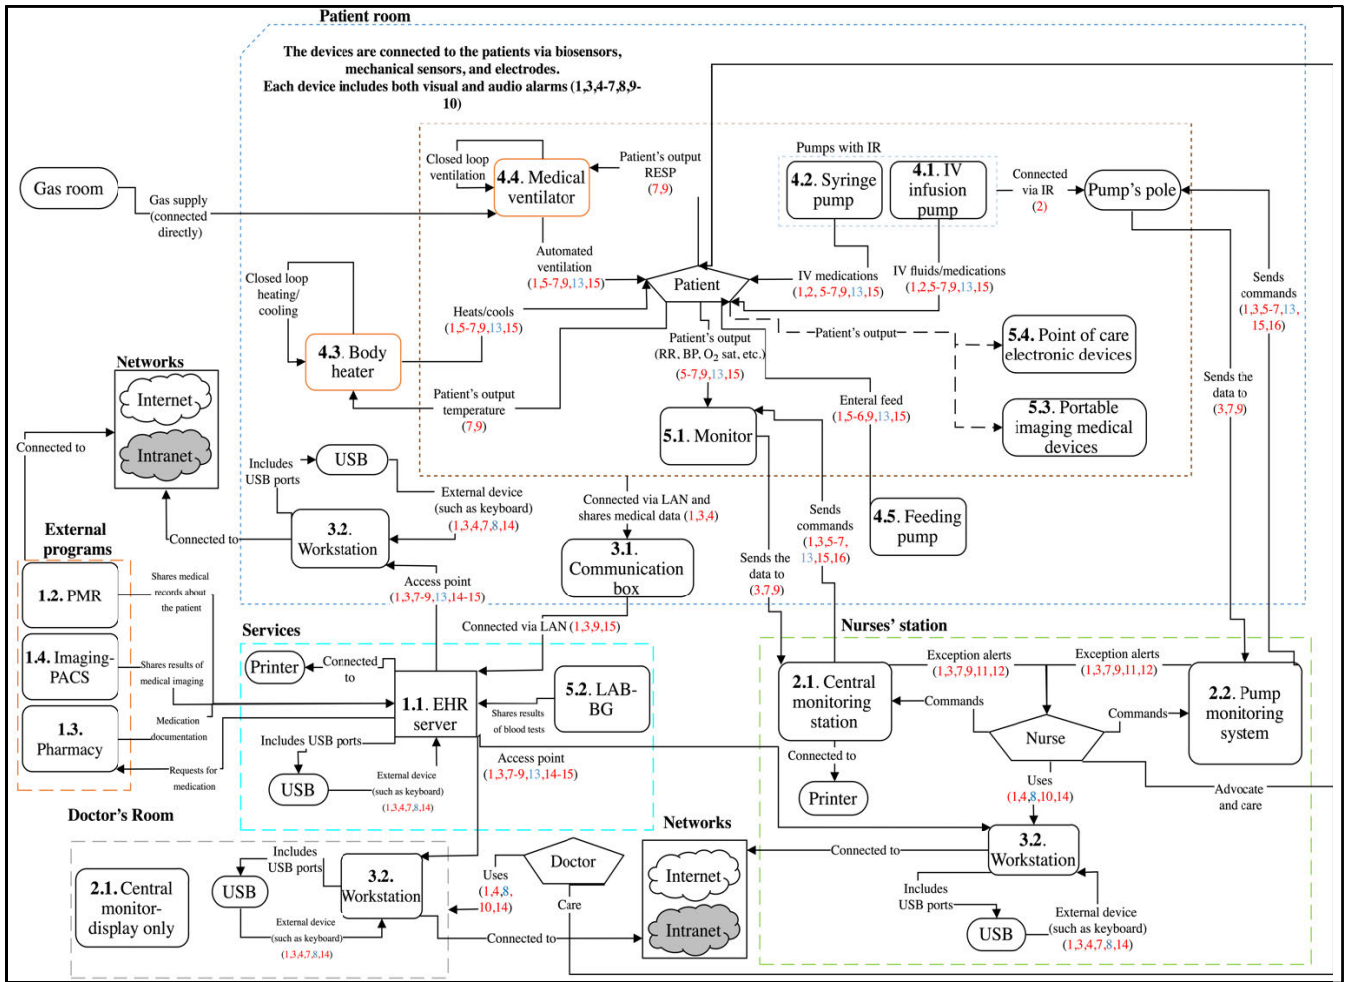 Patient room
The devices are connected to the patients via biosensors,
mechanical sensors, and electrodes.
Each device includes both visual and audio alarms (1,3,4-7,8,9-
10)
Gas room
Gas supply
(connected
directly)
Closed loop
ventilation
4.4. Medical
ventilator
Patient's output
RESP
(7,9)
Pumps with IR
4.2. Syringe
pump
4.1. IV
infusion
pump
Connected
via IR
(2)
Pump's pole
Automated
ventilation
(1,5-7,9,13,15)
Patient
IV medications
(1,2, 5-7,9,13,15)
IV fluids/medications
(1,2,5-7,9,13,15)
Sends
commands
(1,3,5-7,13,
15,16)
Closed loop
heating/
cooling
Heats/cools
(1,5-7,9,13,15)
4.3. Body
heater
Patient's output
temperature
(7,9)
Patient's output
(RR, BP, O2 sat, etc.)
(5-7,9,13,15)
Patient's output
5.4. Point of care
electronic devices
Sends the
data to
(3,7,9)
Enteral feed
(1,5-6,9,13,15)
5.3. Portable
imaging medical
devices
5.1. Monitor
Networks
Internet
Intranet
Connected to
Includes
USB ports
USB
External device
(such as keyboard)
(1,3,4,7,8,14)
3.2.
Workstation
Connected to
Connected via LAN and
shares medical data (1,3,4)
3.1.
Communication
box
Sends
commands
(1,3,5-7,
13,15,16)
4.5. Feeding
pump
Sends the
data to
(3,7,9)
External
programs
1.2. PMR
Shares medical
records about
the patient
1.4. Imaging-
PACS
Shares results of
medical imaging
1.3.
Pharmacy
Medication
documentation
Requests for
medication
Access point
(1,3,7-9,13,14-15)
Connected via LAN (1,3,9,15)
Services
Printer
Connected
to
1.1. EHR
server
5.2. LAB-
BG
Shares results
of blood tests
Includes USB ports
USB
External device
(such as keyboard)
(1,3,4,7,8,14)
Access point
(1,3,7-9,13,14-15)
Nurses' station
Exception alerts
(1,3,7,9,11,12)
Exception alerts
(1,3,7,9,11,12)
2.1. Central
monitoring
station
Commands
Commands
2.2. Pump
monitoring
system
Nurse
Connected to
Printer
Uses
(1,4,8,10,14)
Advocate
and care
3.2.
Workstation
Connected to
Includes
USB ports
USB
External device
(such as keyboard)
(1,3,4,7,8,14)
Doctor's Room
2.1. Central
monitor-
display only
Includes
USB ports
USB
3.2.
Workstation
External device
(such as keyboard)
(1,3,4,7,8,14)
Uses
(1,4,8,
10,14)
Doctor
Care
Connected to
Networks
Internet
Intranet